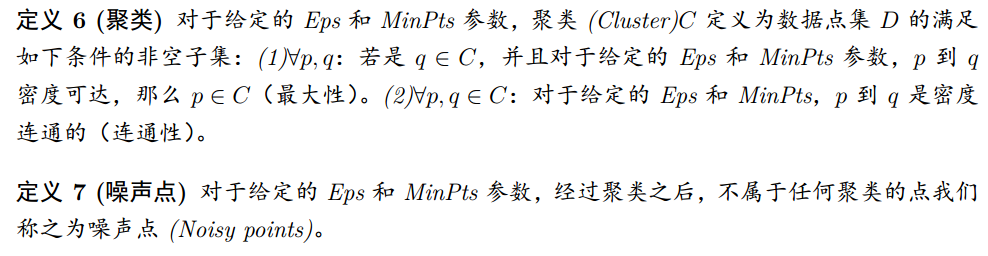 定义 6 (聚类) 对于给定的 Eps 和 MinPts 参数，聚类 (Cluster)C 定义为数据点集 D 的满足
如下条件的非空子集：(1)∀p, q：若是 q ∈ C，并且对于给定的 Eps 和 MinPts 参数，p 到 q
密度可达，那么 p ∈ C（最大性）。(2)∀p, q ∈ C：对于给定的 Eps 和 MinPts，p 到 q 是密度
连通的（连通性）。
定义 7 (噪声点) 对于给定的 Eps 和 MinPts 参数，经过聚类之后，不属于任何聚类的点我们
称之为噪声点 (Noisy points)。